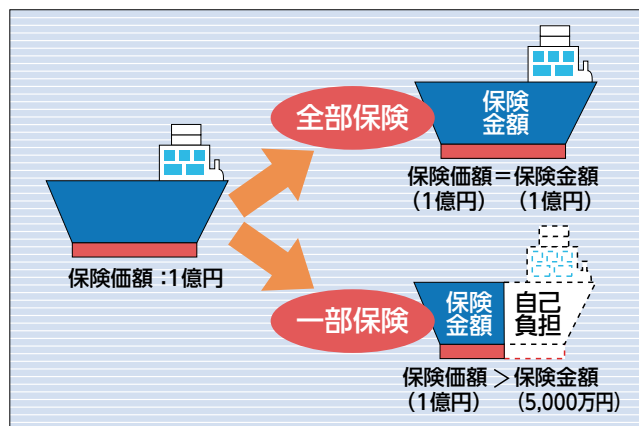 保険価額：1億円
全部保険
保険
金額
保険価額＝保険金額
（1億円）　（1億円）
一部保険
保険
金額
自己
負担
保険価額＞保険金額
（1億円）　（5,000万円）